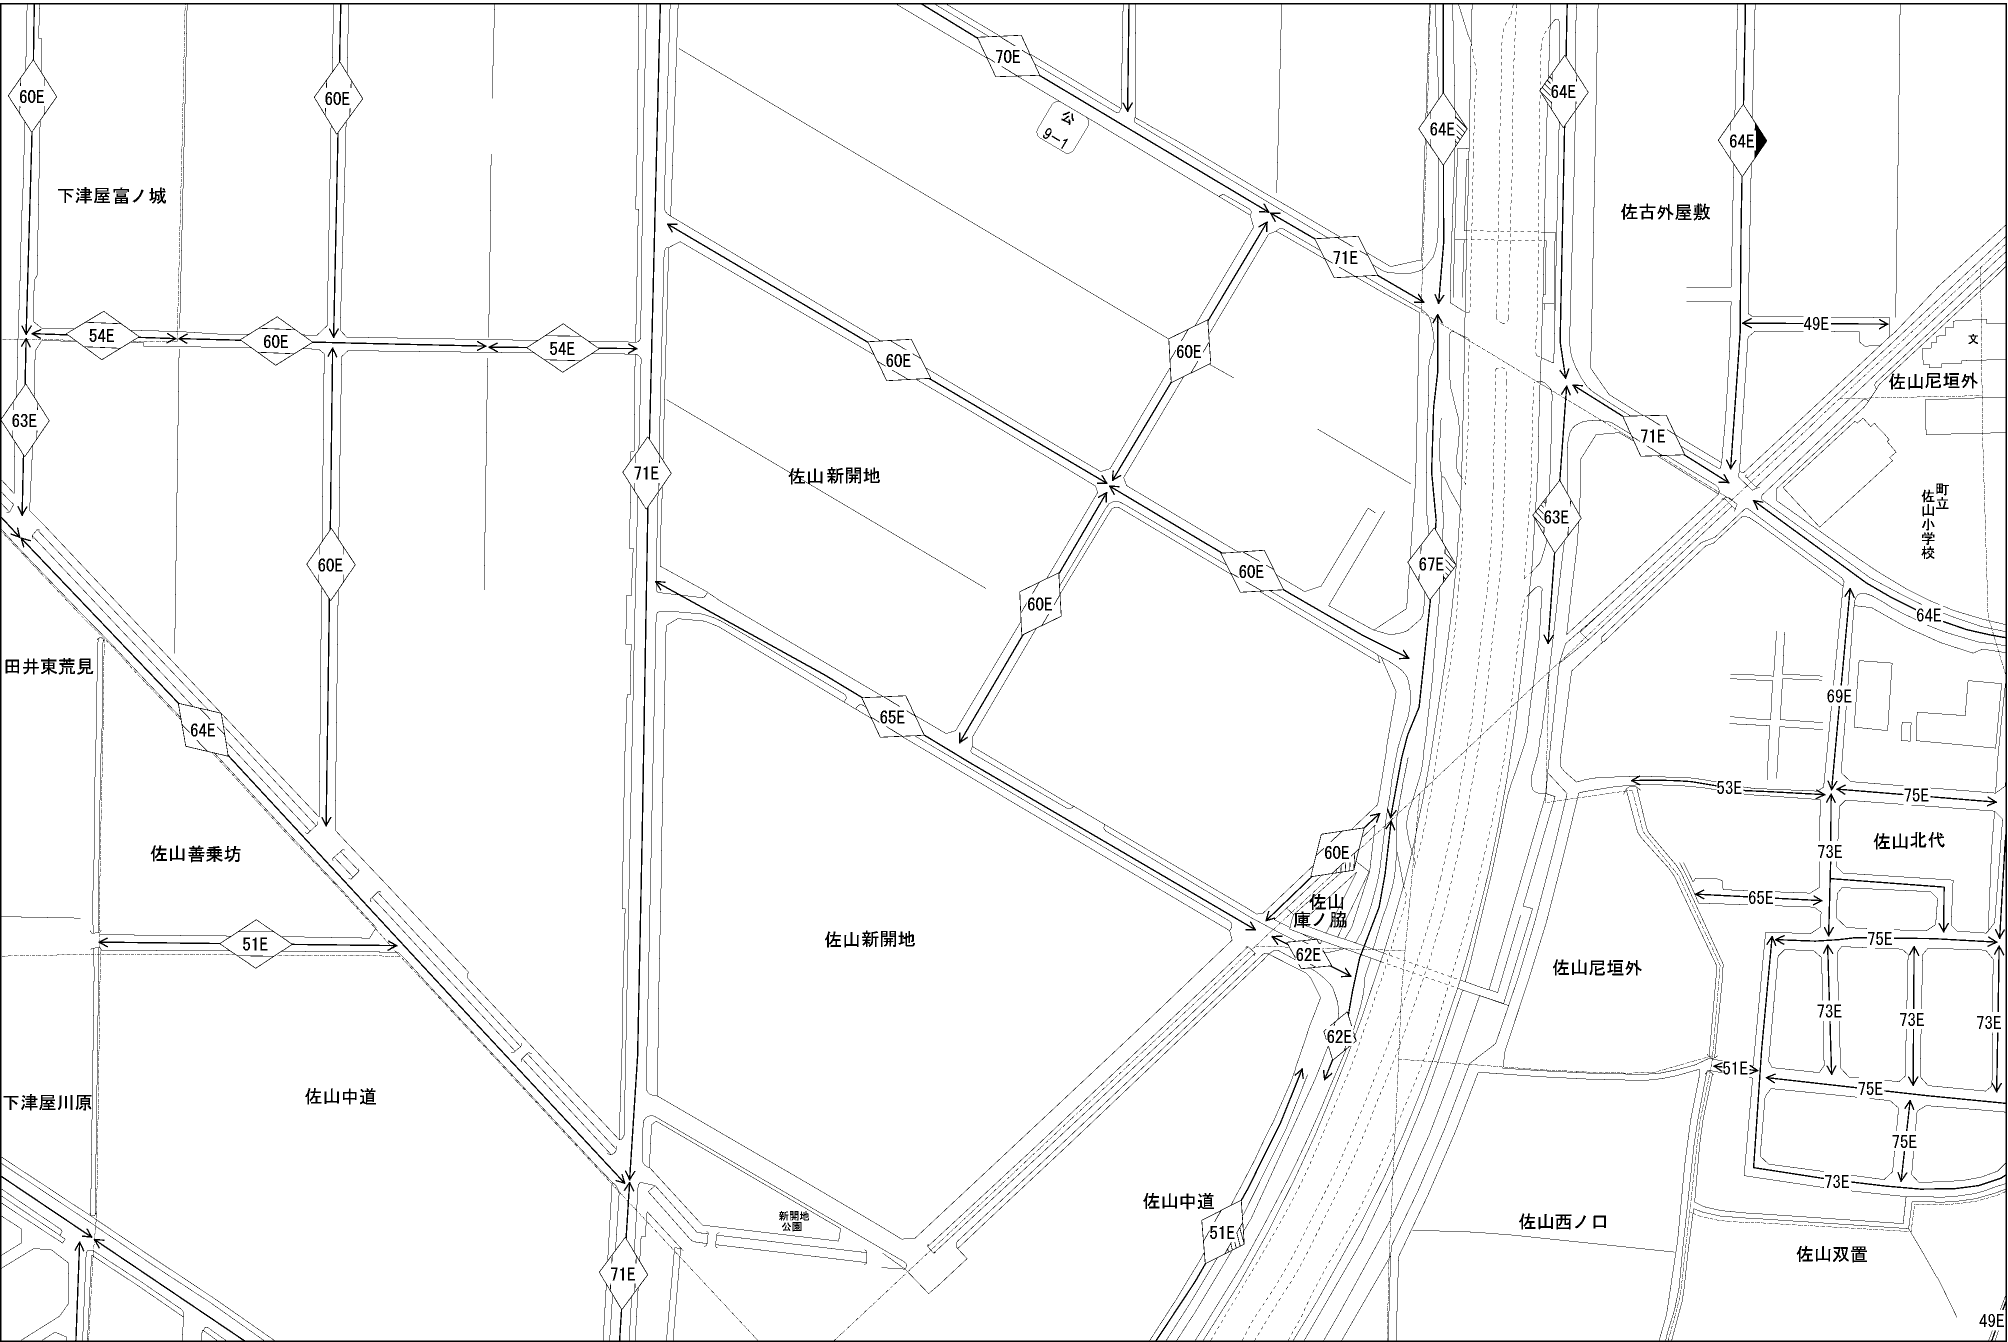 70E
60E
60E
64E
64E
64E
公
9-1
下津屋富ノ城
佐古外屋敷
71E
54E
60E
54E
60E
60E
49E
文
佐山尼垣外
63E
71E
71E
佐山新開地
町立
佐山小学校
63E
60E
60E
67E
60E
64E
田井東荒見
69E
65E
64E
53E
75E
佐山北代
60E
73E
佐山善乗坊
65E
佐山
庫ノ脇
51E
佐山新開地
62E
75E
佐山尼垣外
73E
73E
73E
62E
51E
75E
下津屋川原
佐山中道
75E
73E
佐山中道
新開地
公園
51E
佐山西ノ口
佐山双置
71E
49E